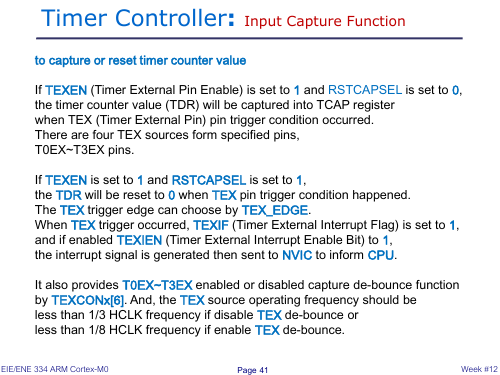 Timer Controller: Input Capture Function
to capture or reset timer counter value
If TEXEN (Timer External Pin Enable) is set to 1 and RSTCAPSEL is set to 0,
the timer counter value (TDR) will be captured into TCAP register
when TEX (Timer External Pin) pin trigger condition occurred.
There are four TEX sources form specified pins,
T0EX~T3EX pins.
If TEXEN is set to 1 and RSTCAPSEL is set to 1,
the TDR will be reset to 0 when TEX pin trigger condition happened.
The TEX trigger edge can choose by TEX_EDGE.
When TEX trigger occurred, TEXIF (Timer External Interrupt Flag) is set to 1,
and if enabled TEXIEN (Timer External Interrupt Enable Bit) to 1,
the interrupt signal is generated then sent to NVIC to inform CPU.
It also provides T0EX~T3EX enabled or disabled capture de-bounce function
by TEXCONx[6]. And, the TEX source operating frequency should be
less than 1/3 HCLK frequency if disable TEX de-bounce or
less than 1/8 HCLK frequency if enable TEX de-bounce.
EIE/ENE 334 ARM Cortex-M0 Page 41 Week #12